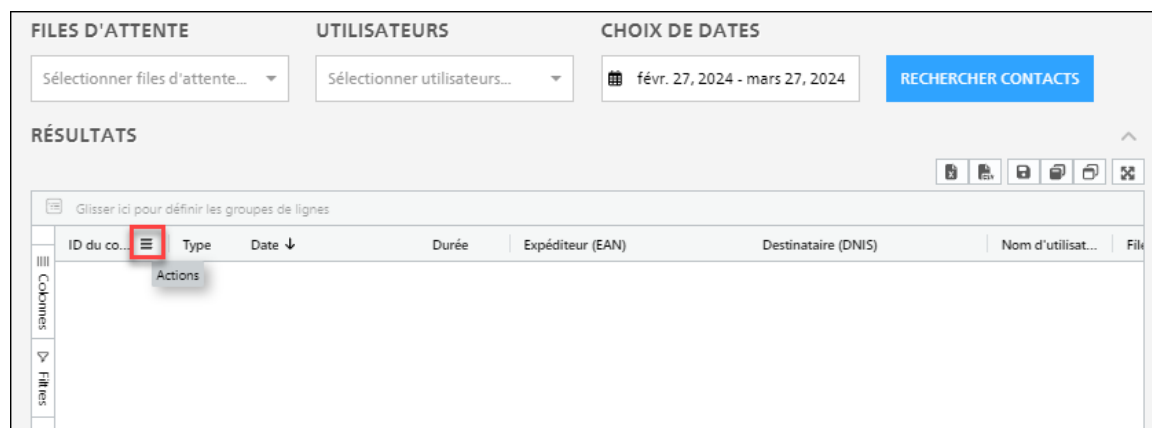 FILES D'ATTENTE UTILISATEURS CHOIX DE DATES
Sélectionner files d'attente... Sélectionner utilisateurs... févr. 27, 2024 - mars 27, 2024 RECHERCHER CONTACTS
RÉSULTATS
Glisser ici pour définir les groupes de lignes
ID du co... Type Date Durée Expéditeur (EAN) Destinataire (DNIS) Nom d'utilisat... File
Actions
Colonnes
Filtres